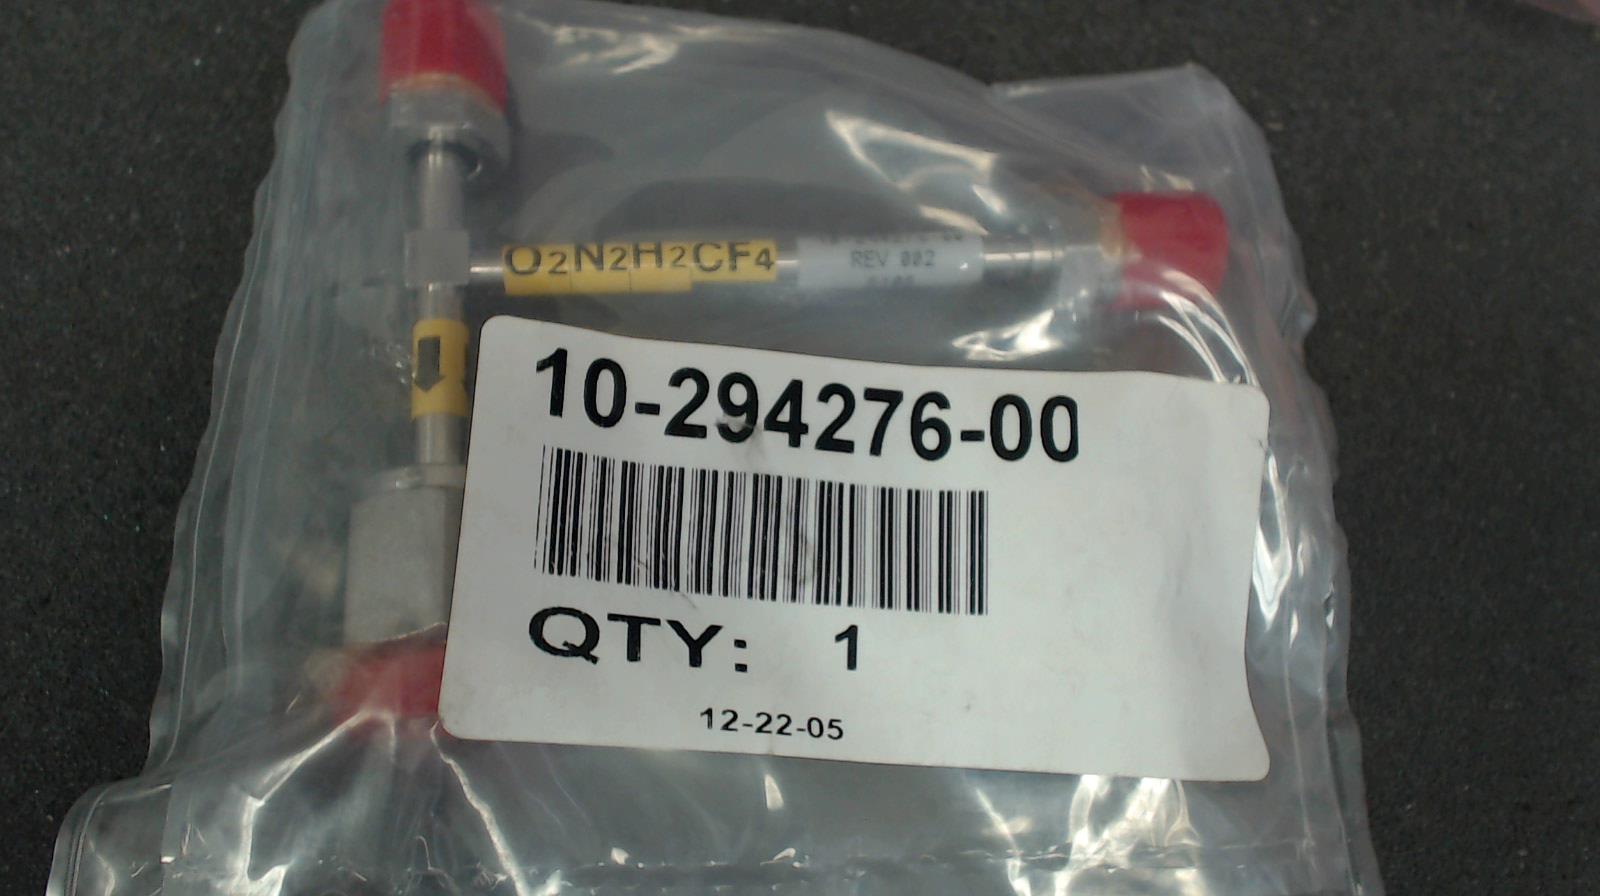 O2N2H2CF4
REV 002
10-294276-00
QTY: 1
12-22-05